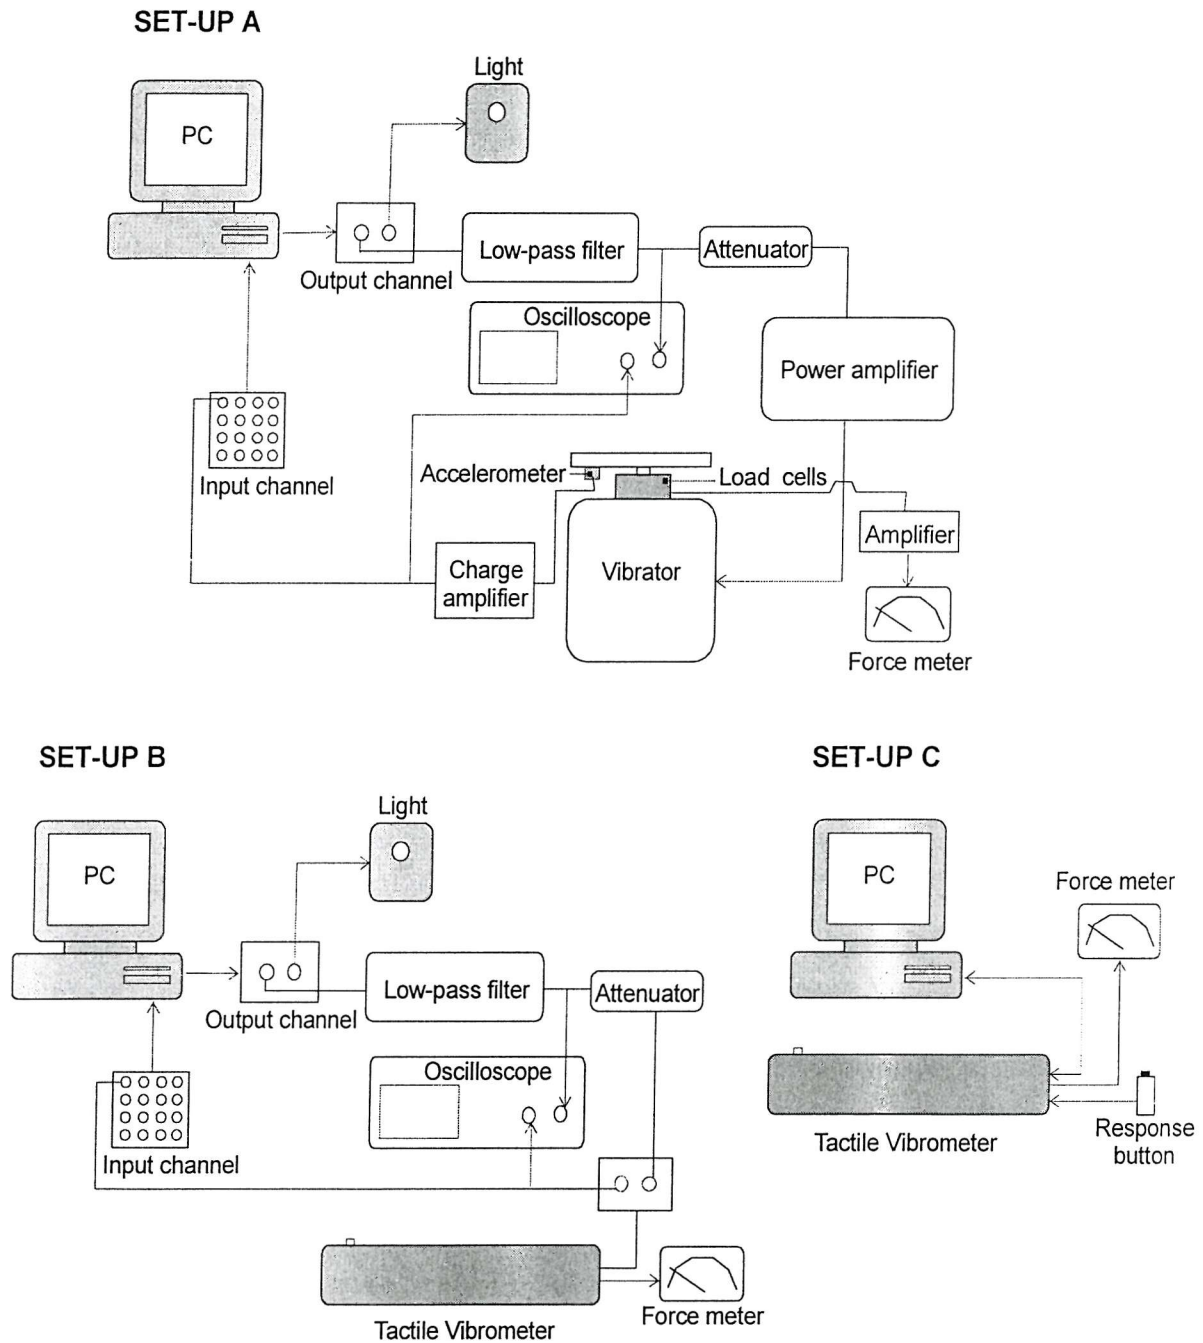 SET-UP A
Light
PC
Low-pass filter
Attenuator
Output channel
Oscilloscope
Power amplifier
Accelerometer
Load cells
Input channel
Amplifier
Charge
amplifier
Vibrator
Force meter
SET-UP B
Light
PC
Low-pass filter
Attenuator
Output channel
Oscilloscope
Input channel
Force meter
Tactile Vibrometer
SET-UP C
PC
Force meter
Tactile Vibrometer
Response
button